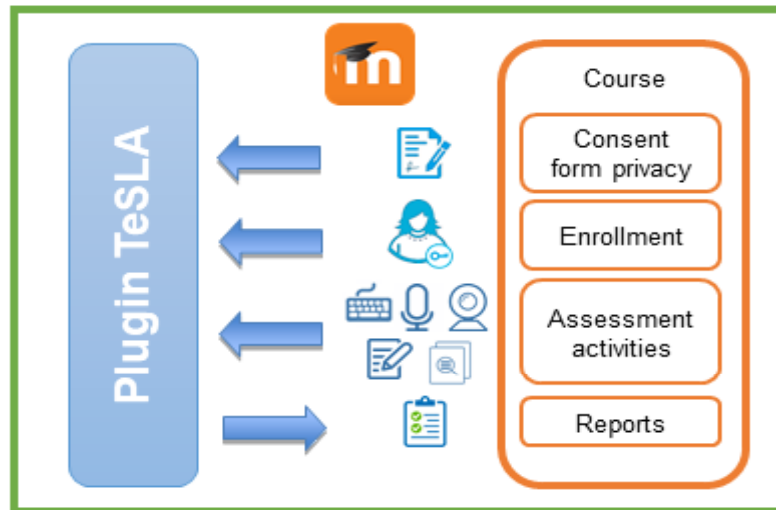 Plugin TeSLA
m
Course
Consent
form privacy
Enrollment
Assessment
activities
Reports